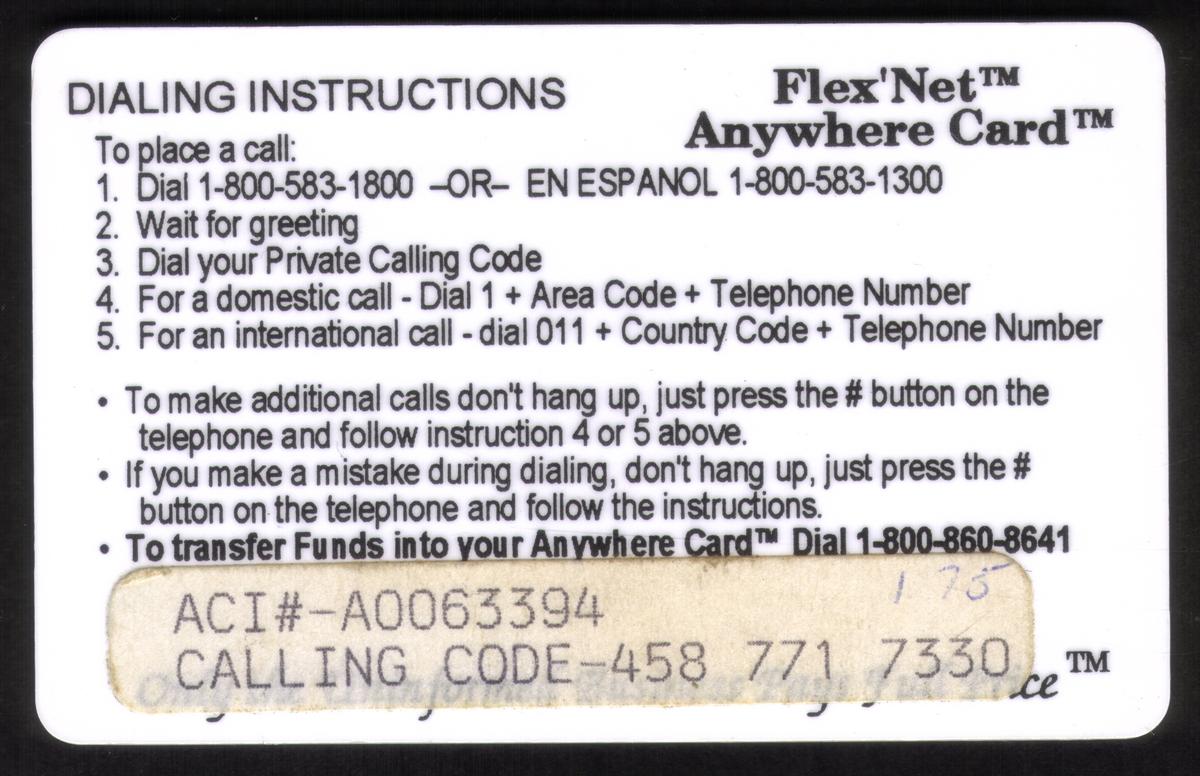 DIALING INSTRUCTIONS
Flex'Net™
Anywhere Card™
To place a call:
1. Dial 1-800-583-1800 –OR– EN ESPANOL 1-800-583-1300
2. Wait for greeting
3. Dial your Private Calling Code
4. For a domestic call - Dial 1 + Area Code + Telephone Number
5. For an international call - dial 011 + Country Code + Telephone Number
• To make additional calls don't hang up, just press the # button on the
telephone and follow instruction 4 or 5 above.
• If you make a mistake during dialing, don't hang up, just press the #
button on the telephone and follow the instructions.
• To transfer Funds into your Anywhere Card™ Dial 1-800-860-8641
1 75
ACI#-A0063394
CALLING CODE-458 771 7330
Only Business Pays Full Price™